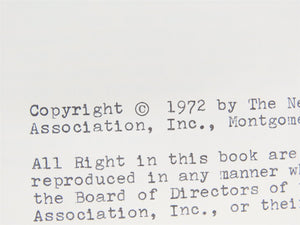 Copyright © 1972 by The Ne
Association, Inc., Montgome
All Right in this book are
reproduced in any manner w
the Board of Directors of
Association, Inc., or thei